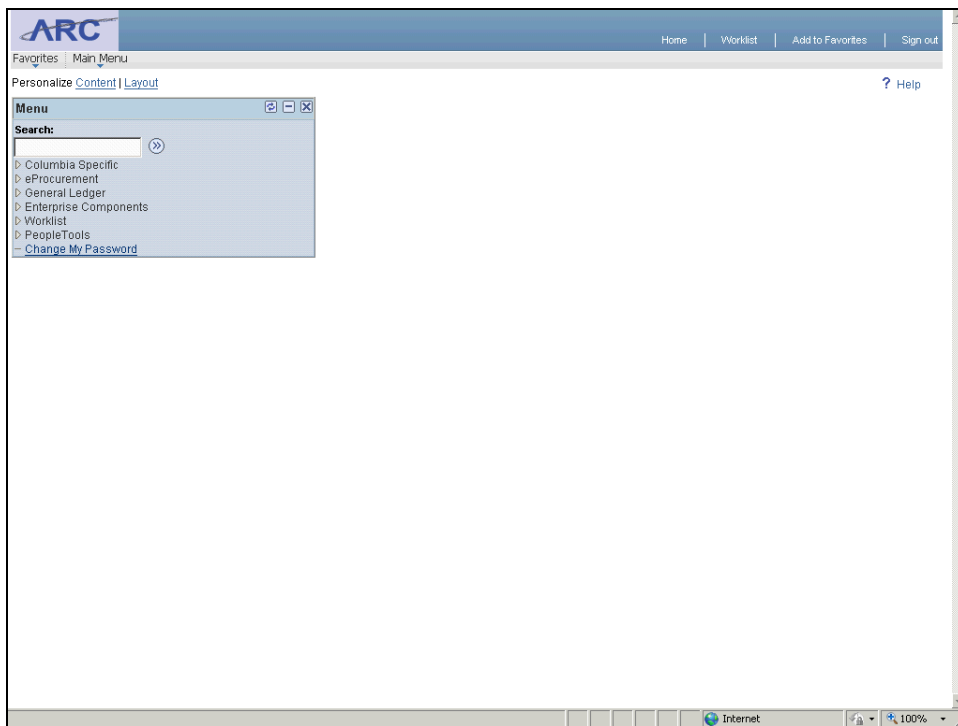 ARC
Home | Worklist | Add to Favorites | Sign out
Favorites Main Menu
Personalize Content | Layout
? Help
Menu
Search:
Columbia Specific
eProcurement
General Ledger
Enterprise Components
Worklist
PeopleTools
Change My Password
Internet
100%